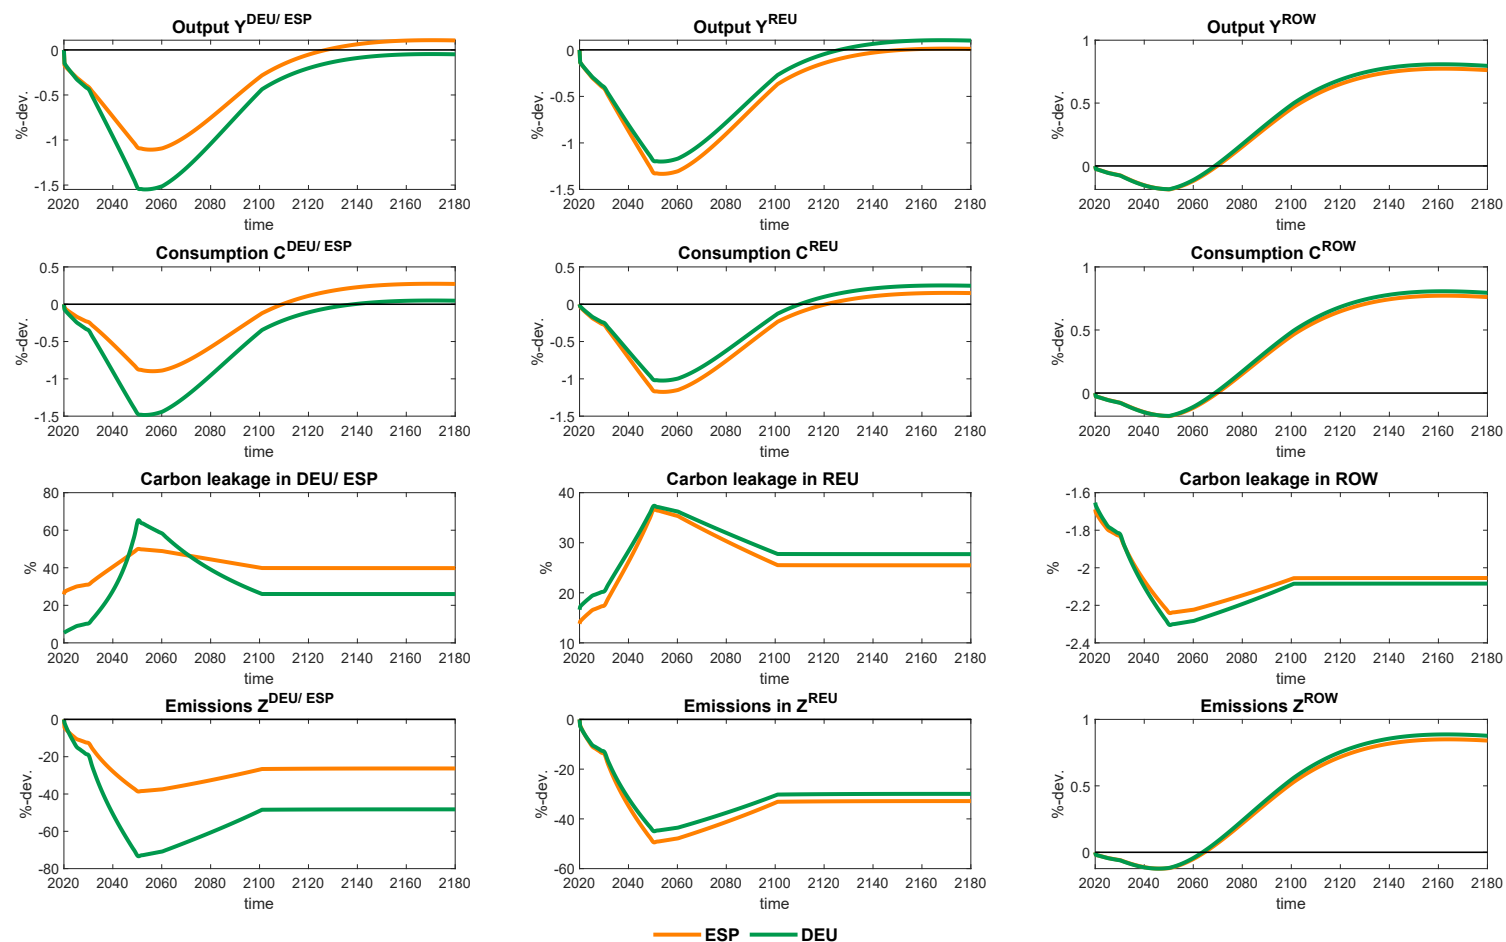 Output Y^DEU/ ESP
Output Y^REU
Output Y^ROW
%-dev.
0
-0.5
-1
-1.5
2020 2040 2060 2080 2100 2120 2140 2160 2180
time
%-dev.
0
-0.5
-1
-1.5
2020 2040 2060 2080 2100 2120 2140 2160 2180
time
%-dev.
1
0.5
0
2020 2040 2060 2080 2100 2120 2140 2160 2180
time
Consumption C^DEU/ ESP
Consumption C^REU
Consumption C^ROW
%-dev.
0.5
0
-0.5
-1
-1.5
2020 2040 2060 2080 2100 2120 2140 2160 2180
time
%-dev.
0.5
0
-0.5
-1
-1.5
2020 2040 2060 2080 2100 2120 2140 2160 2180
time
%-dev.
1
0.5
0
2020 2040 2060 2080 2100 2120 2140 2160 2180
time
Carbon leakage in DEU/ ESP
Carbon leakage in REU
Carbon leakage in ROW
%
80
60
40
20
0
2020 2040 2060 2080 2100 2120 2140 2160 2180
time
%
40
30
20
10
2020 2040 2060 2080 2100 2120 2140 2160 2180
time
%
-1.6
-1.8
-2
-2.2
-2.4
2020 2040 2060 2080 2100 2120 2140 2160 2180
time
Emissions Z^DEU/ ESP
Emissions in Z^REU
Emissions Z^ROW
%-dev.
0
-20
-40
-60
-80
2020 2040 2060 2080 2100 2120 2140 2160 2180
time
%-dev.
0
-20
-40
-60
2020 2040 2060 2080 2100 2120 2140 2160 2180
time
%-dev.
1
0.5
0
2020 2040 2060 2080 2100 2120 2140 2160 2180
time
ESP DEU